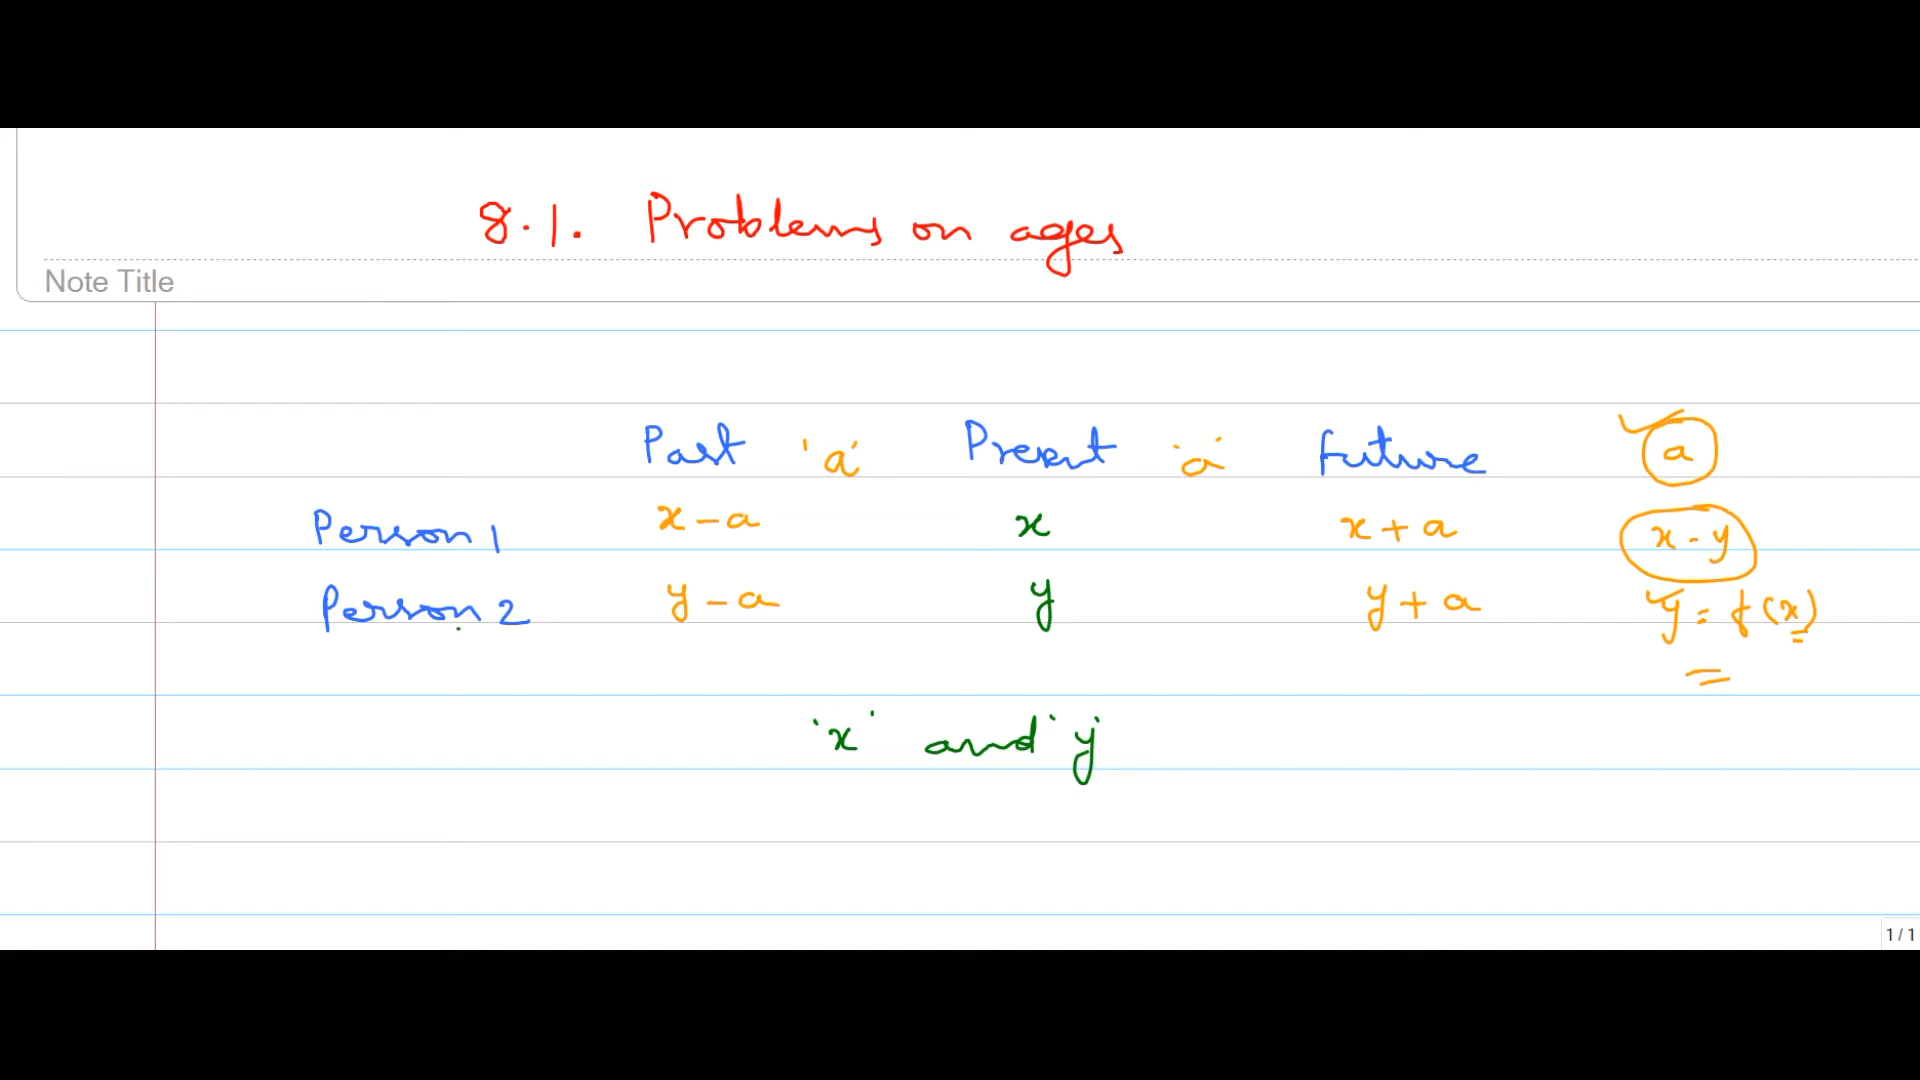 8.1. Problems on ages
Note Title
Past 'a' Present 'a' future a
Person 1 x - a x x + a x - y
Person 2 y - a y y + a y = f(x)
'x' and 'y'
1 / 1